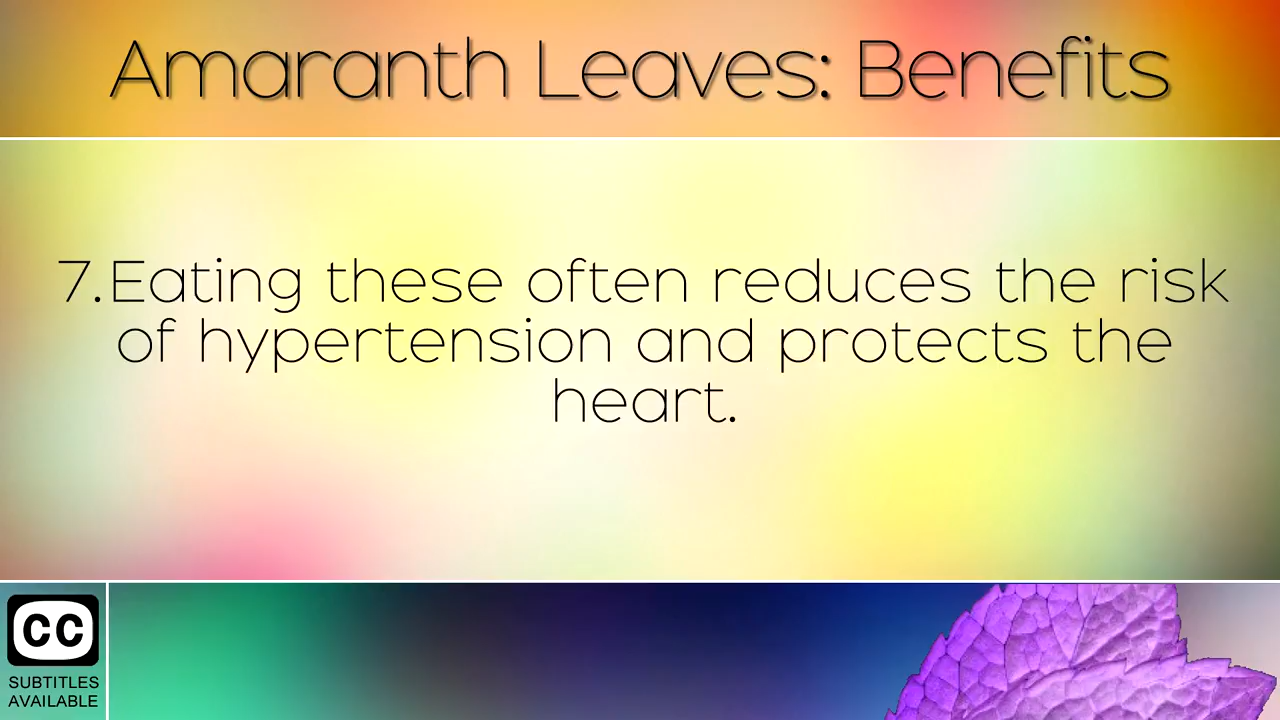 Amaranth Leaves: Benefits
7.Eating these often reduces the risk
of hypertension and protects the
heart.
CC
SUBTITLES
AVAILABLE